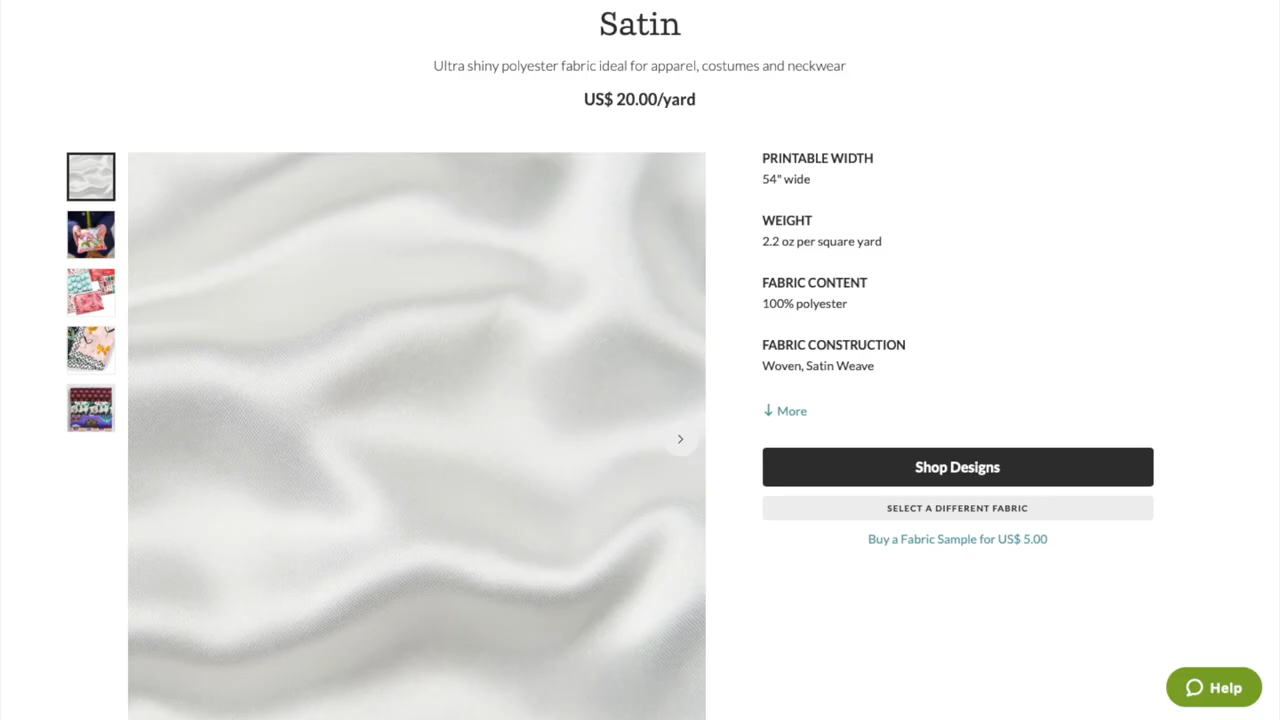 Satin
Ultra shiny polyester fabric ideal for apparel, costumes and neckwear
US$ 20.00/yard
PRINTABLE WIDTH
54" wide
WEIGHT
2.2 oz per square yard
FABRIC CONTENT
100% polyester
FABRIC CONSTRUCTION
Woven, Satin Weave
↓ More
Shop Designs
SELECT A DIFFERENT FABRIC
Buy a Fabric Sample for US$ 5.00
Help